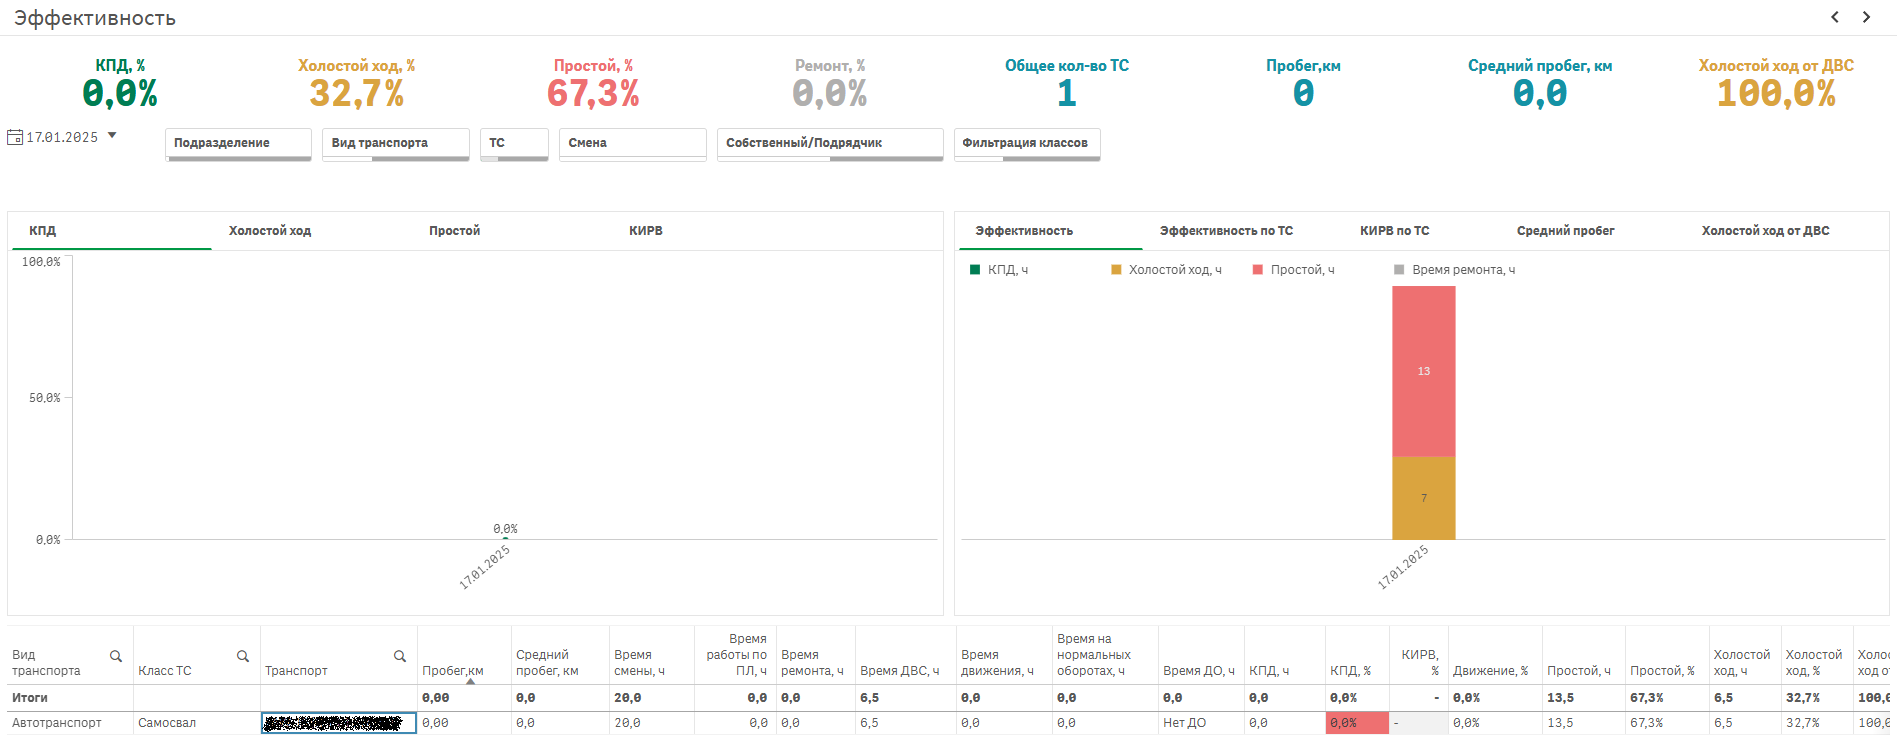 Эффективность
КПД, % Холостой ход, % Простой, % Ремонт, % Общее кол-во ТС Пробег,км Средний пробег, км Холостой ход от ДВС
0,0% 32,7% 67,3% 0,0% 1 0 0,0 100,0%
17.01.2025 Подразделение Вид транспорта ТС Смена Собственный/Подрядчик Фильтрация классов
КПД Холостой ход Простой КИРВ
100,0%
50,0%
0,0%
0,0%
17.01.2025
Эффективность Эффективность по ТС КИРВ по ТС Средний пробег Холостой ход от ДВС
КПД, ч Холостой ход, ч Простой, ч Время ремонта, ч
13
7
17.01.2025
Вид транспорта Класс ТС Транспорт Пробег,км Средний пробег, км Время смены, ч Время работы по ПЛ, ч Время ремонта, ч Время ДВС, ч Время движения, ч Время на нормальных оборотах, ч Время ДО, ч КПД, ч КПД, % КИРВ, % Движение, % Простой, ч Простой, % Холостой ход, ч Холостой ход, % Холос ход от
Итоги 0,00 0,0 20,0 0,0 0,0 6,5 0,0 0,0 0,0 0,0 0,0% - 0,0% 13,5 67,3% 6,5 32,7% 100,0
Автотранспорт Самосвал 0,00 0,0 20,0 0,0 0,0 6,5 0,0 0,0 Нет ДО 0,0 0,0% - 0,0% 13,5 67,3% 6,5 32,7% 100,0